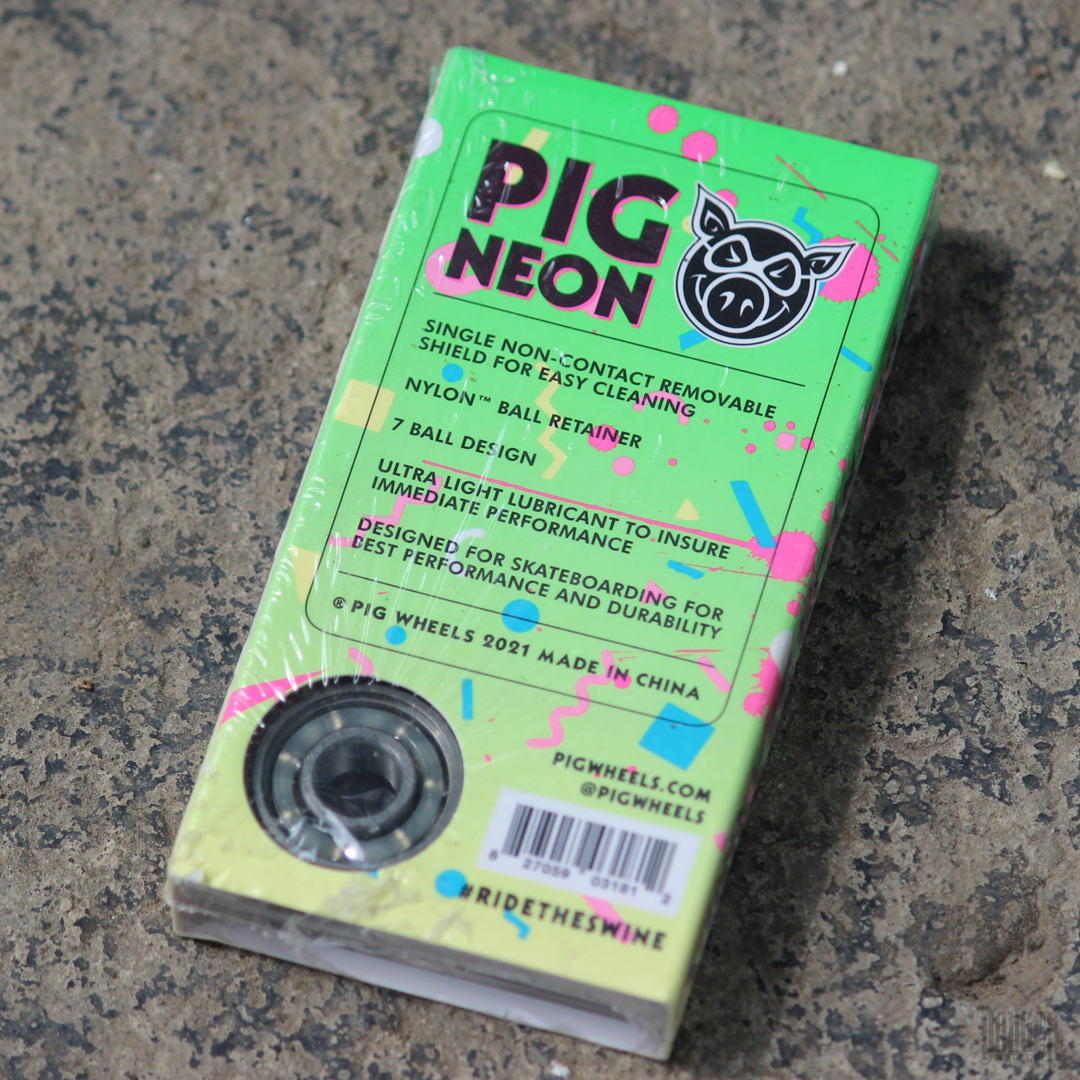 PIG
NEON
SINGLE NON-CONTACT REMOVABLE
SHIELD FOR EASY CLEANING
NYLON™ BALL RETAINER
7 BALL DESIGN
ULTRA LIGHT LUBRICANT TO INSURE
IMMEDIATE PERFORMANCE
DESIGNED FOR SKATEBOARDING FOR
BEST PERFORMANCE AND DURABILITY
® PIG WHEELS 2021 MADE IN CHINA
PIGWHEELS.COM
@PIGWHEELS
8 27059 03181 2
#RIDETHESWINE